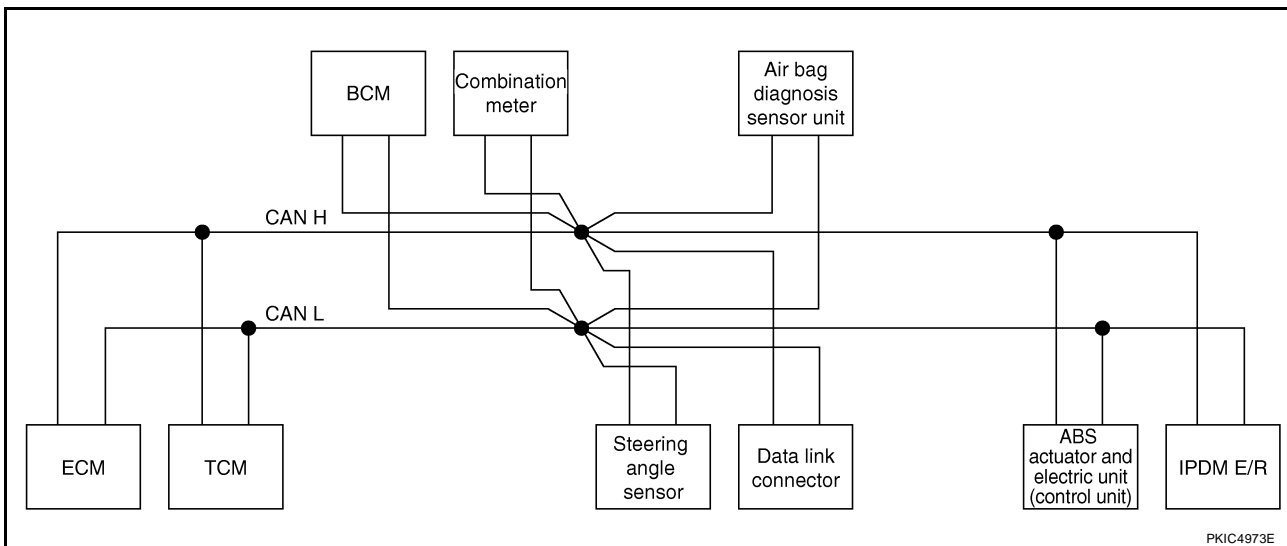 BCM
Combination
meter
Air bag
diagnosis
sensor unit
CAN H
CAN L
ECM
TCM
Steering
angle
sensor
Data link
connector
ABS
actuator and
electric unit
(control unit)
IPDM E/R
PKIC4973E